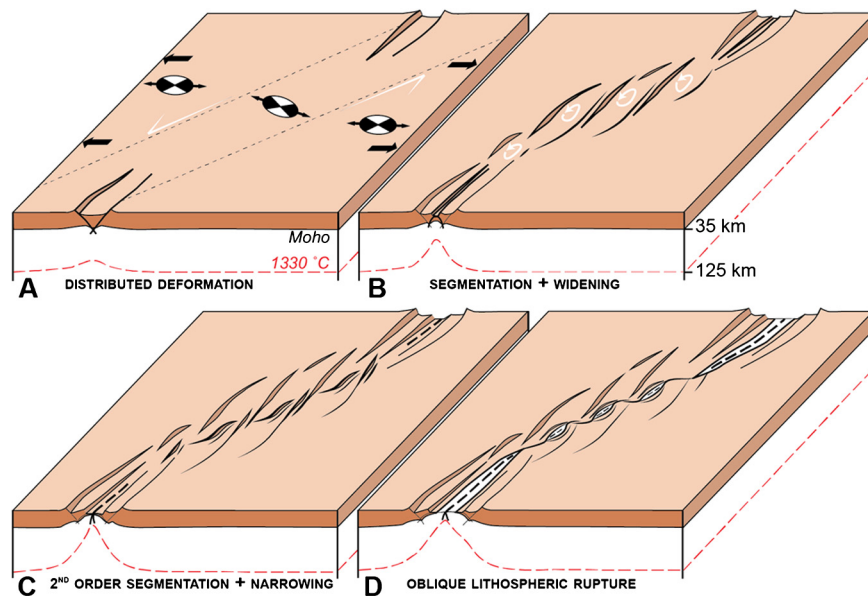 Moho
1330 °C
A DISTRIBUTED DEFORMATION
35 km
125 km
B SEGMENTATION + WIDENING
C 2ND ORDER SEGMENTATION + NARROWING
D OBLIQUE LITHOSPHERIC RUPTURE